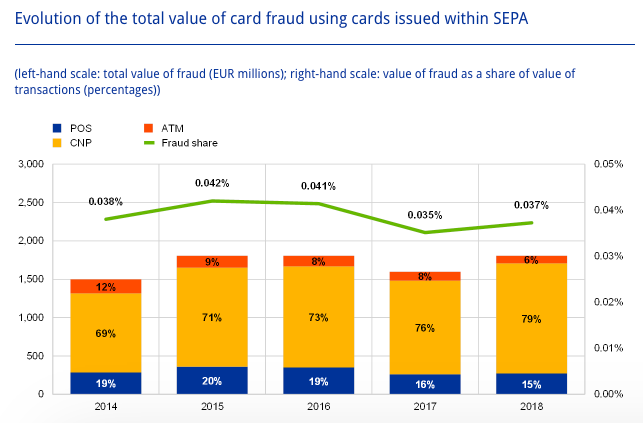 Evolution of the total value of card fraud using cards issued within SEPA
(left-hand scale: total value of fraud (EUR millions); right-hand scale: value of fraud as a share of value of
transactions (percentages))
POS ATM
CNP Fraud share
3,000 0.05%
0.038% 0.042% 0.041% 0.035% 0.037%
2,500 0.04%
2,000 0.03%
12% 9% 8% 8% 6%
1,500 0.02%
69% 71% 73% 76% 79%
1,000
500 0.01%
19% 20% 19% 16% 15%
0 0.00%
2014 2015 2016 2017 2018